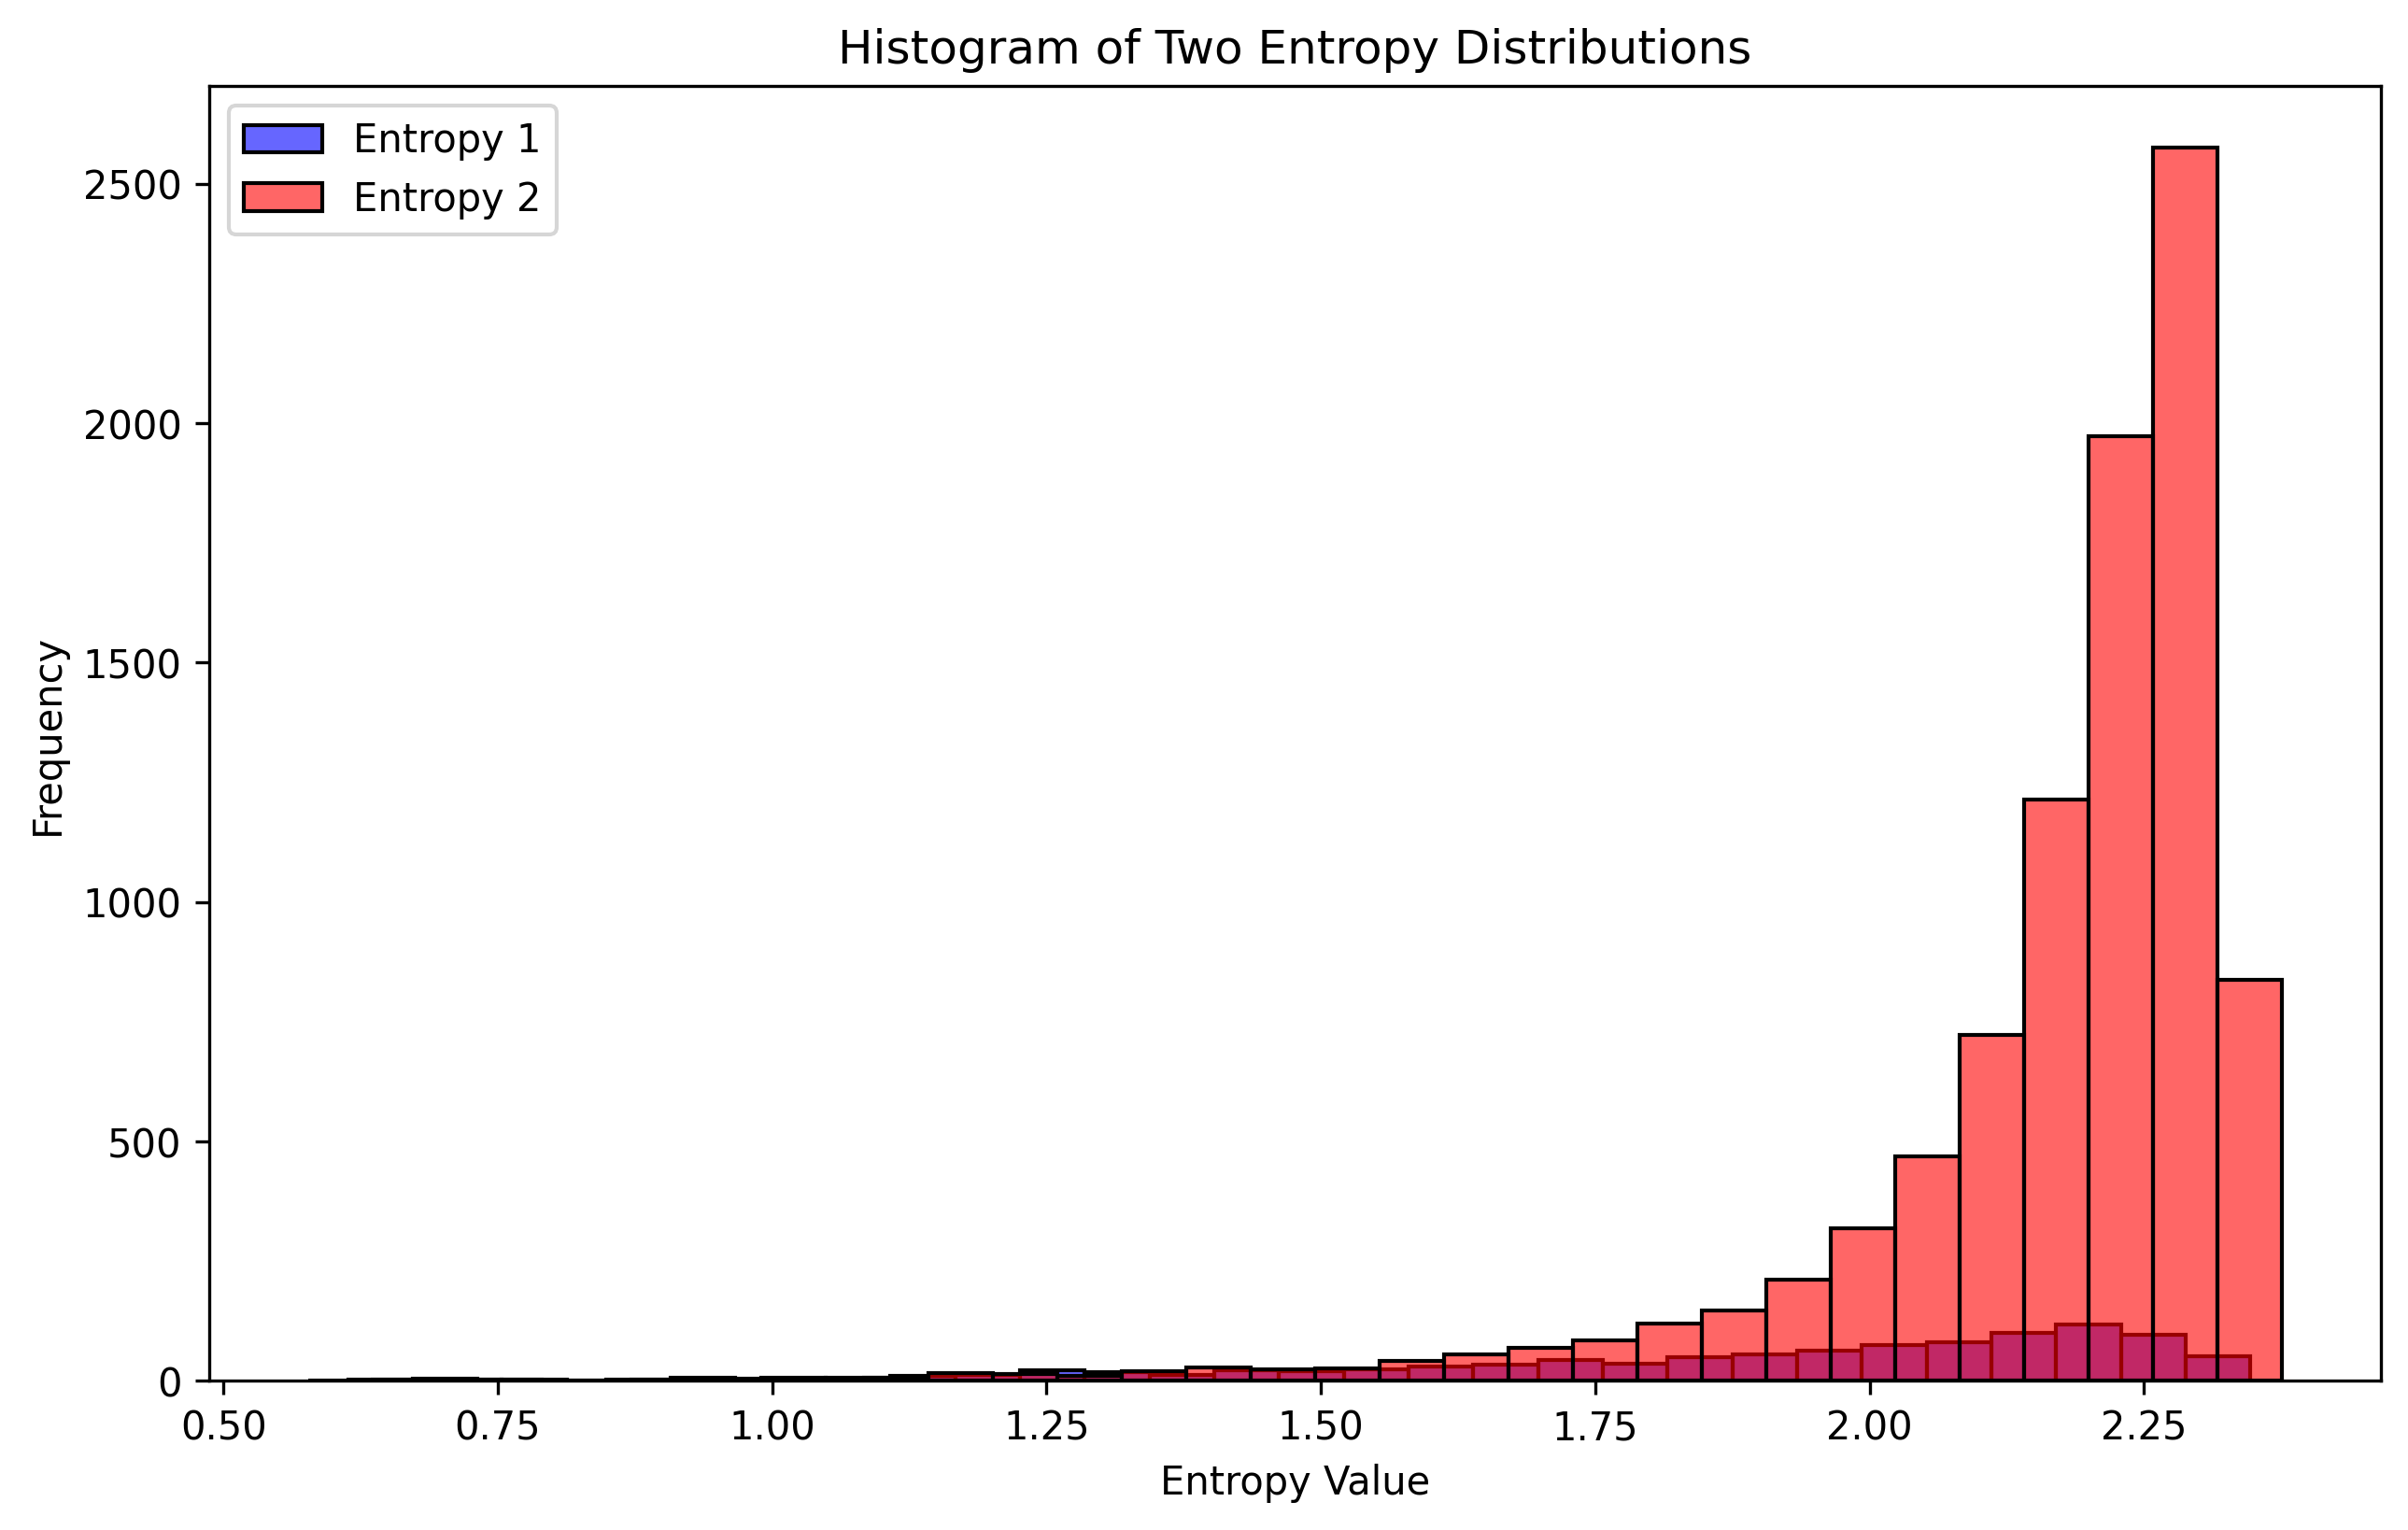 Histogram of Two Entropy Distributions
Entropy 1
Entropy 2
Frequency
2500
2000
1500
1000
500
0
0.50 0.75 1.00 1.25 1.50 1.75 2.00 2.25
Entropy Value